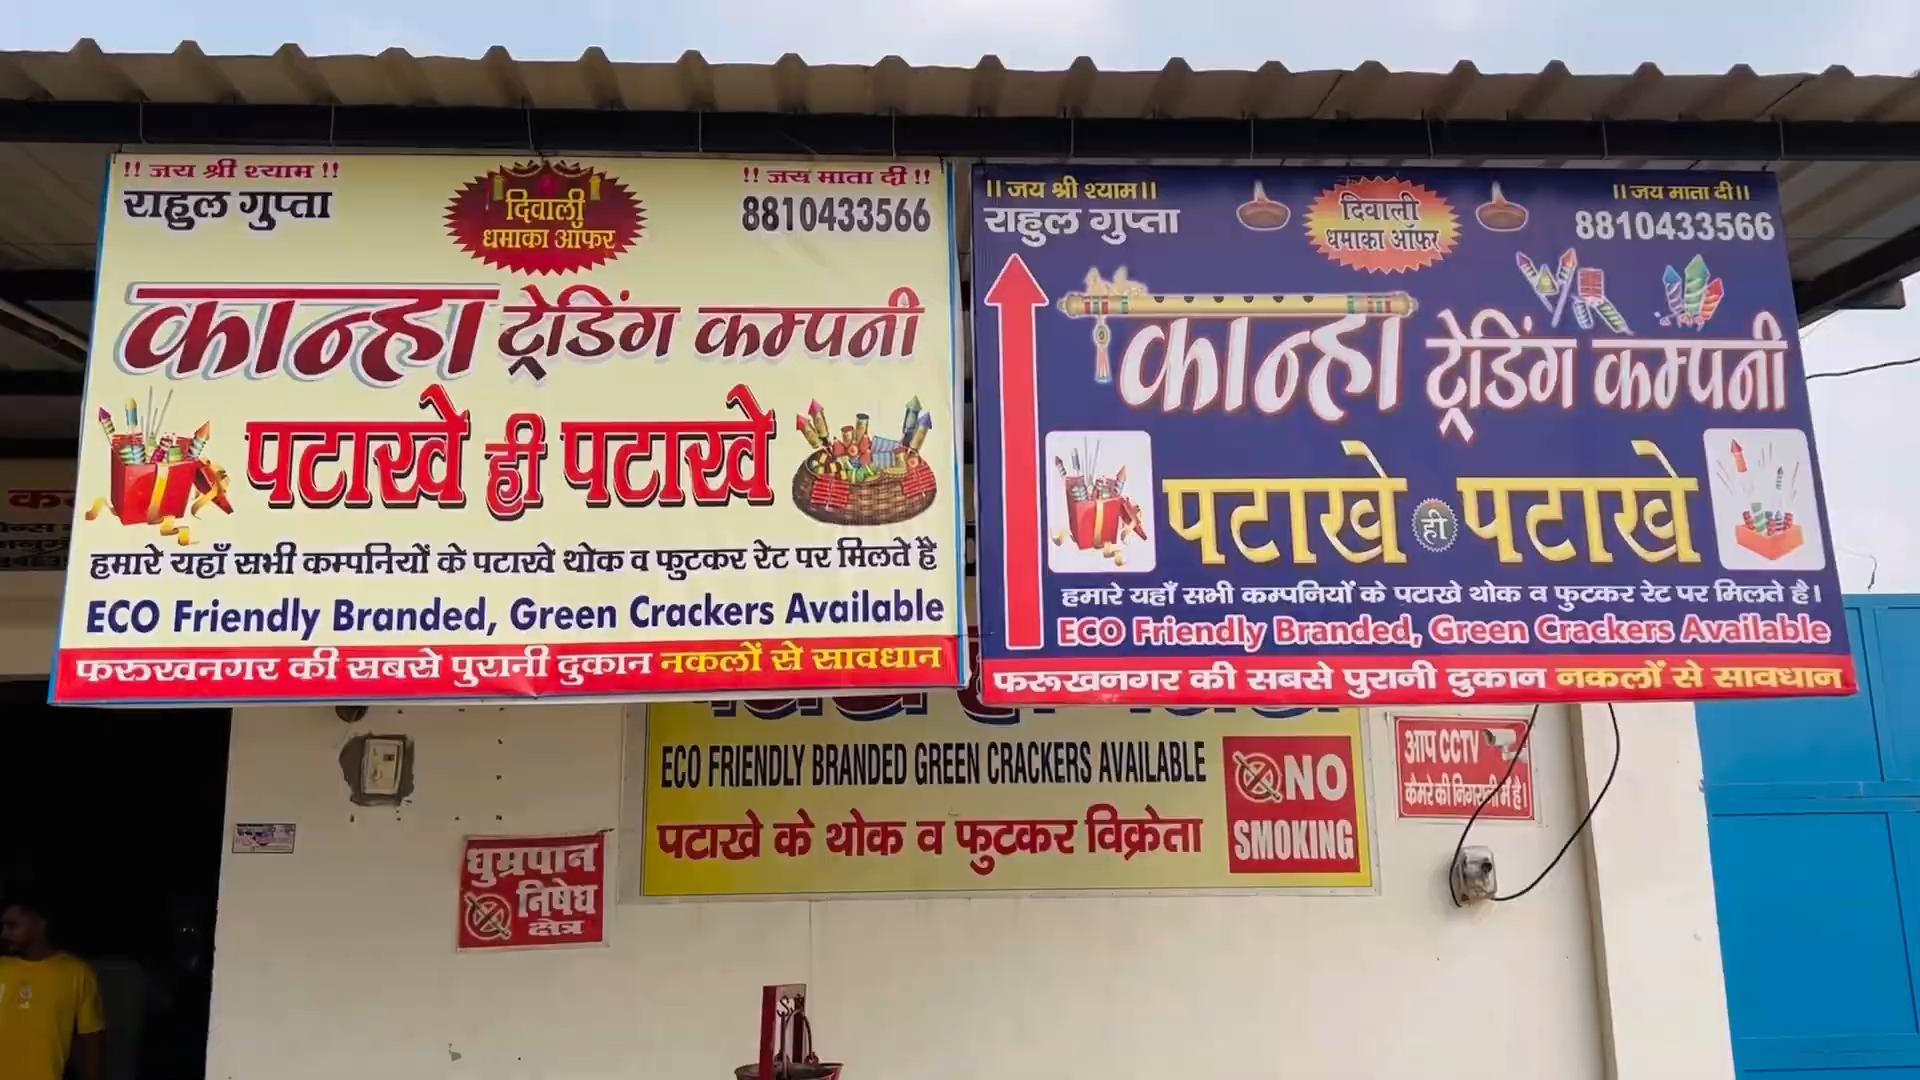 !! जय श्री श्याम !!
राहुल गुप्ता
दिवाली
धमाका ऑफर
!! जय माता दी !!
8810433566
कान्हा ट्रेडिंग कम्पनी
पटाखे ही पटाखे
हमारे यहाँ सभी कम्पनियों के पटाखे थोक व फुटकर रेट पर मिलते है
ECO Friendly Branded, Green Crackers Available
फरुखनगर की सबसे पुरानी दुकान नकलों से सावधान
॥ जय श्री श्याम॥
राहुल गुप्ता
दिवाली
धमाका ऑफर
॥ जय माता दी॥
8810433566
कान्हा ट्रेडिंग कम्पनी
पटाखे ही पटाखे
हमारे यहाँ सभी कम्पनियों के पटाखे थोक व फुटकर रेट पर मिलते है।
ECO Friendly Branded, Green Crackers Available
फरूखनगर की सबसे पुरानी दुकान नकलों से सावधान
ECO FRIENDLY BRANDED GREEN CRACKERS AVAILABLE
पटाखे के थोक व फुटकर विक्रेता
NO
SMOKING
आप CCTV
कैमरे की निगरानी में है।
घुम्रपान
निषेध
क्षेत्र